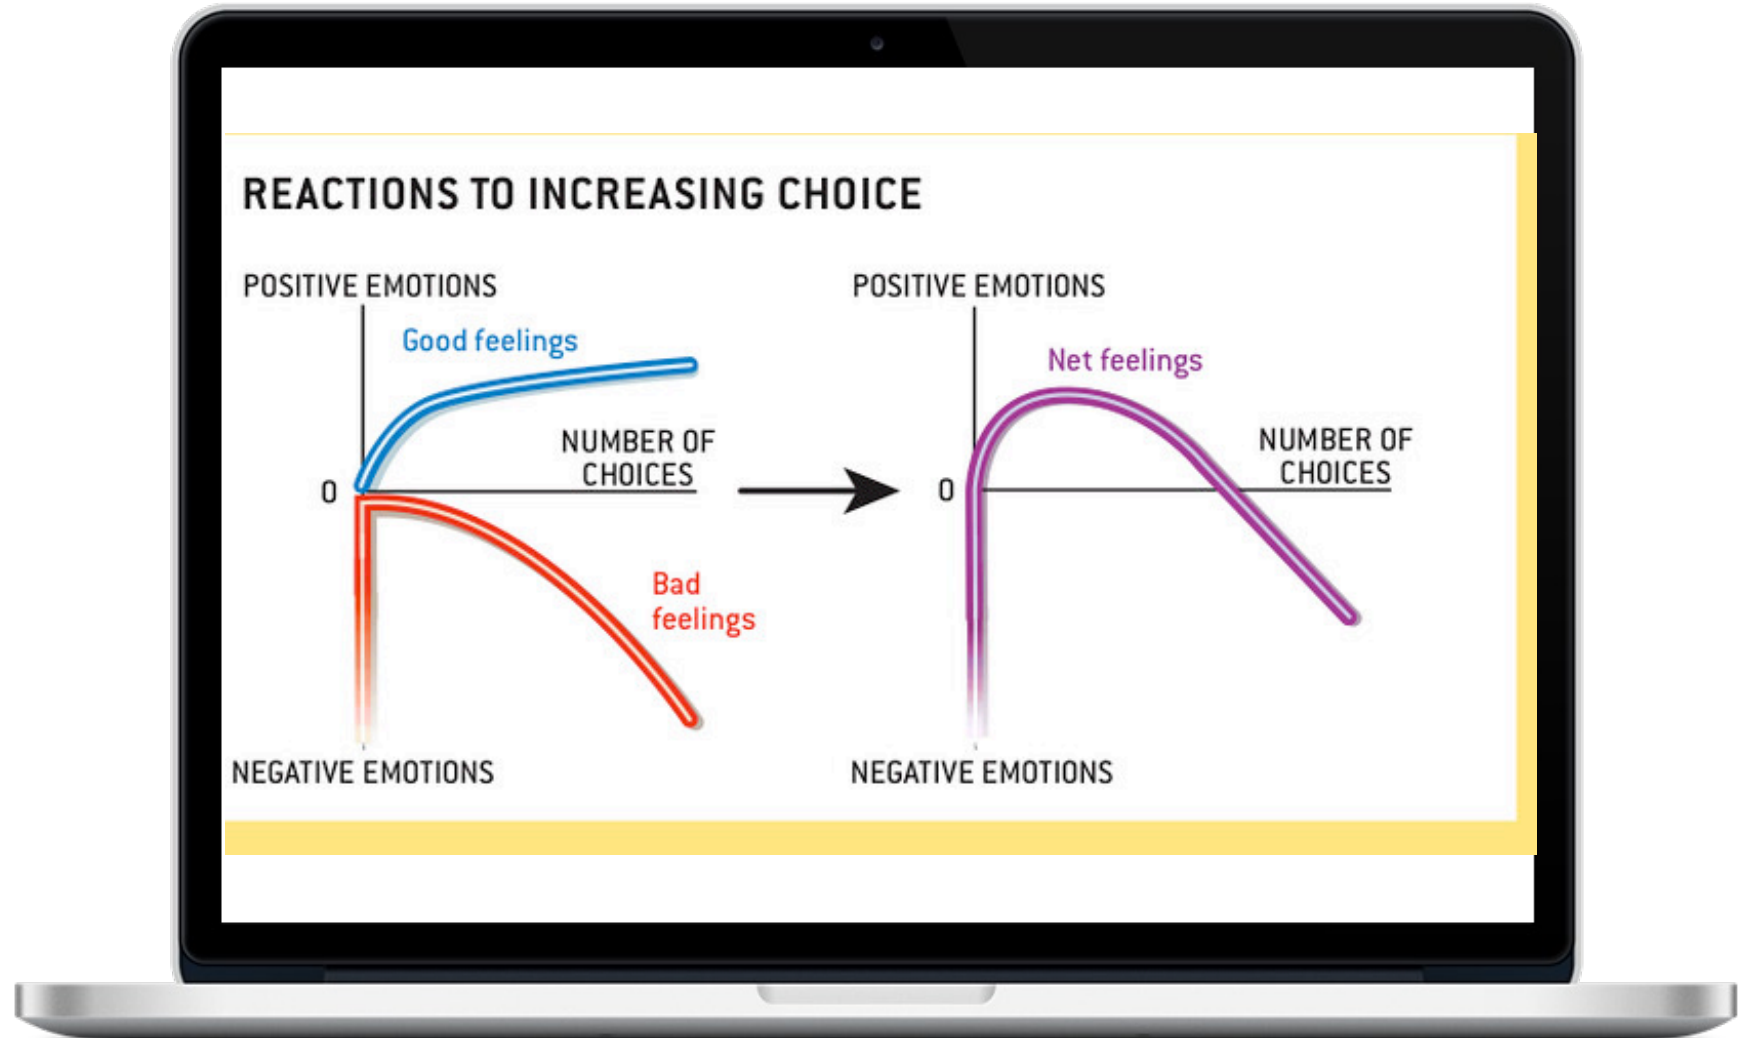 REACTIONS TO INCREASING CHOICE
POSITIVE EMOTIONS
Good feelings
NUMBER OF
CHOICES
0
Bad
feelings
NEGATIVE EMOTIONS
POSITIVE EMOTIONS
Net feelings
NUMBER OF
CHOICES
0
NEGATIVE EMOTIONS